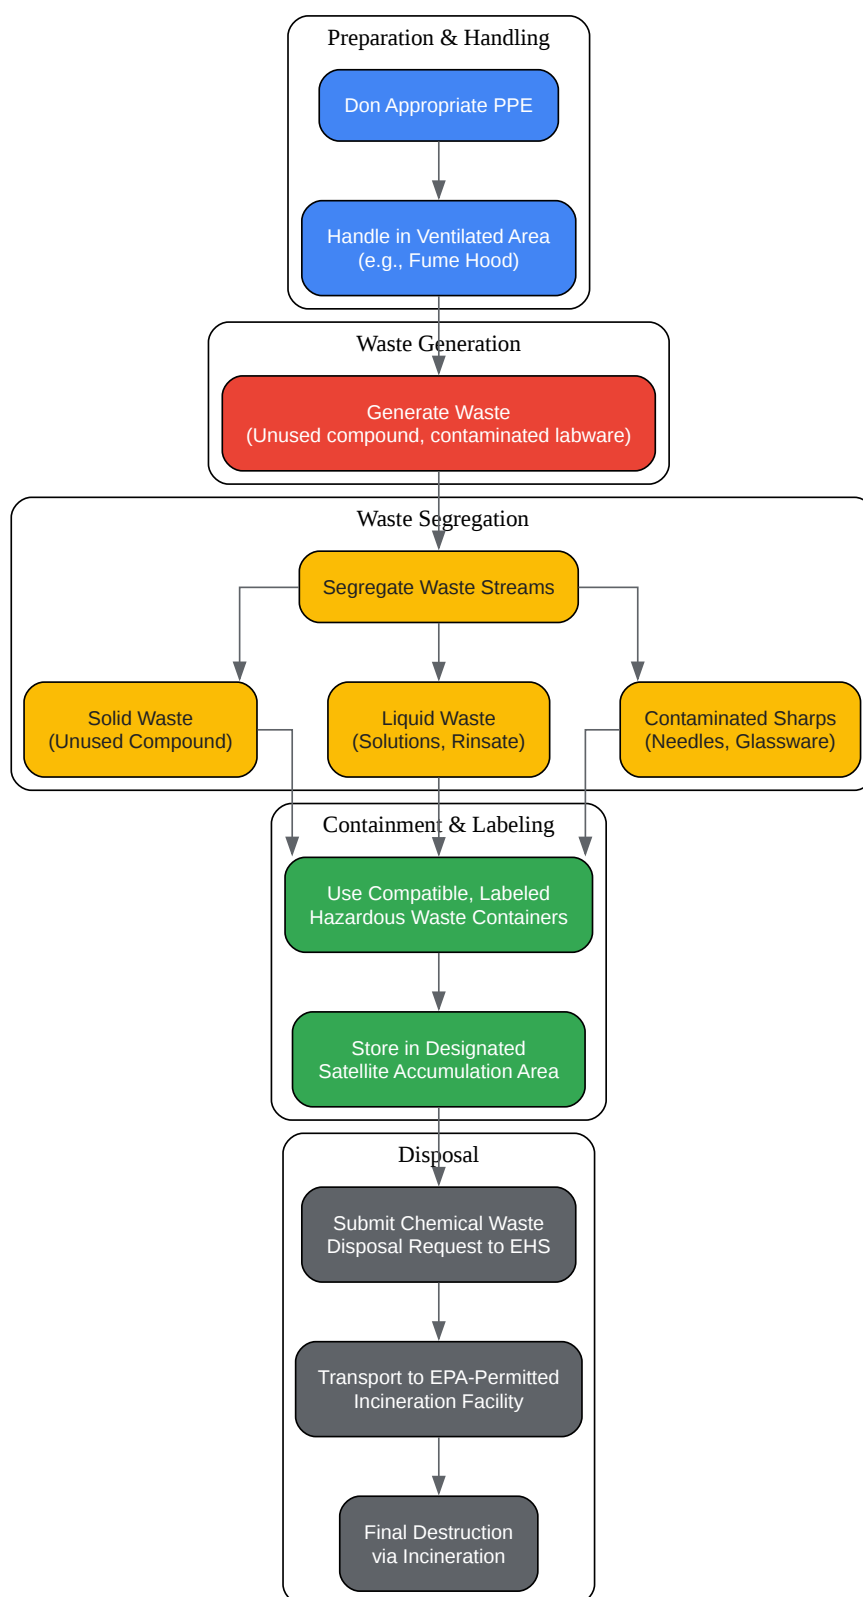 Preparation & Handling
Don Appropriate PPE
Handle in Ventilated Area
(e.g., Fume Hood)
Waste Generation
Generate Waste
(Unused compound, contaminated labware)
Waste Segregation
Segregate Waste Streams
Solid Waste
(Unused Compound)
Liquid Waste
(Solutions, Rinsate)
Contaminated Sharps
(Needles, Glassware)
Containment & Labeling
Use Compatible, Labeled
Hazardous Waste Containers
Store in Designated
Satellite Accumulation Area
Disposal
Submit Chemical Waste
Disposal Request to EHS
Transport to EPA-Permitted
Incineration Facility
Final Destruction
via Incineration